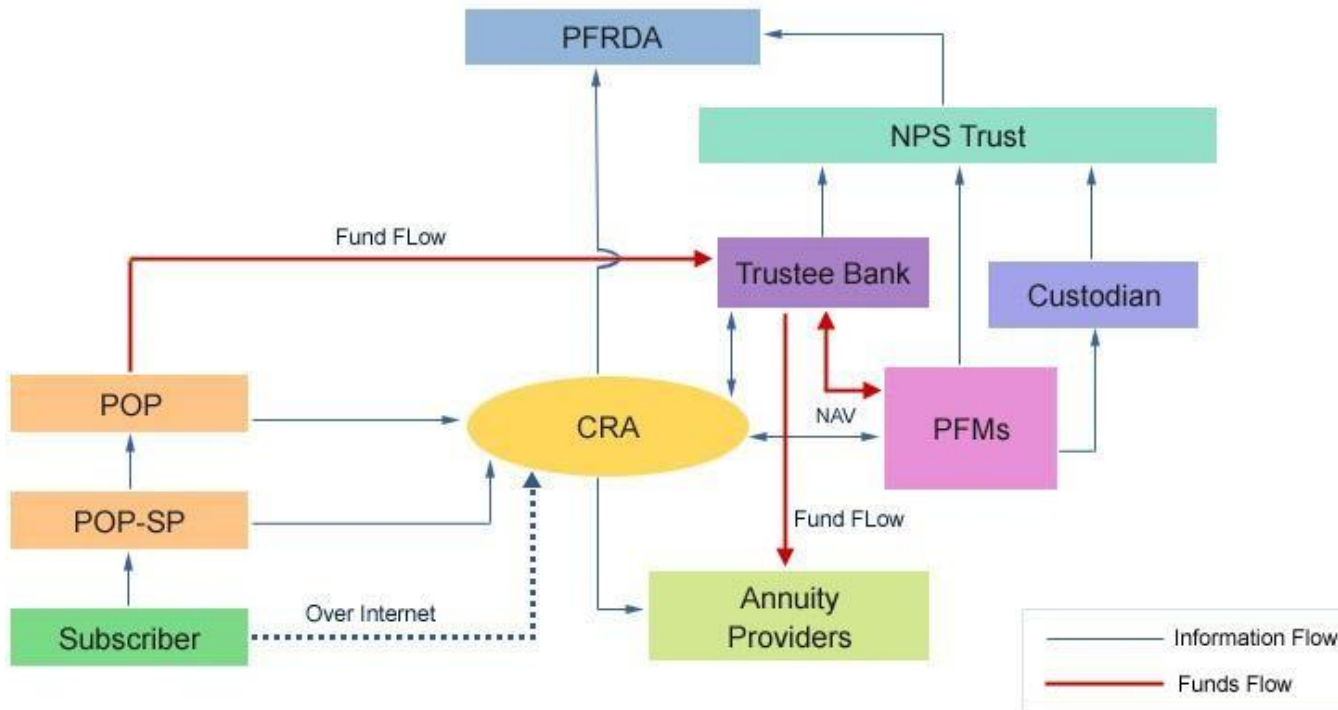 PFRDA
NPS Trust
Fund FLow
Trustee Bank
Custodian
POP
CRA
NAV
PFMs
POP-SP
Fund FLow
Over Internet
Subscriber
Annuity
Providers
Information Flow
Funds Flow